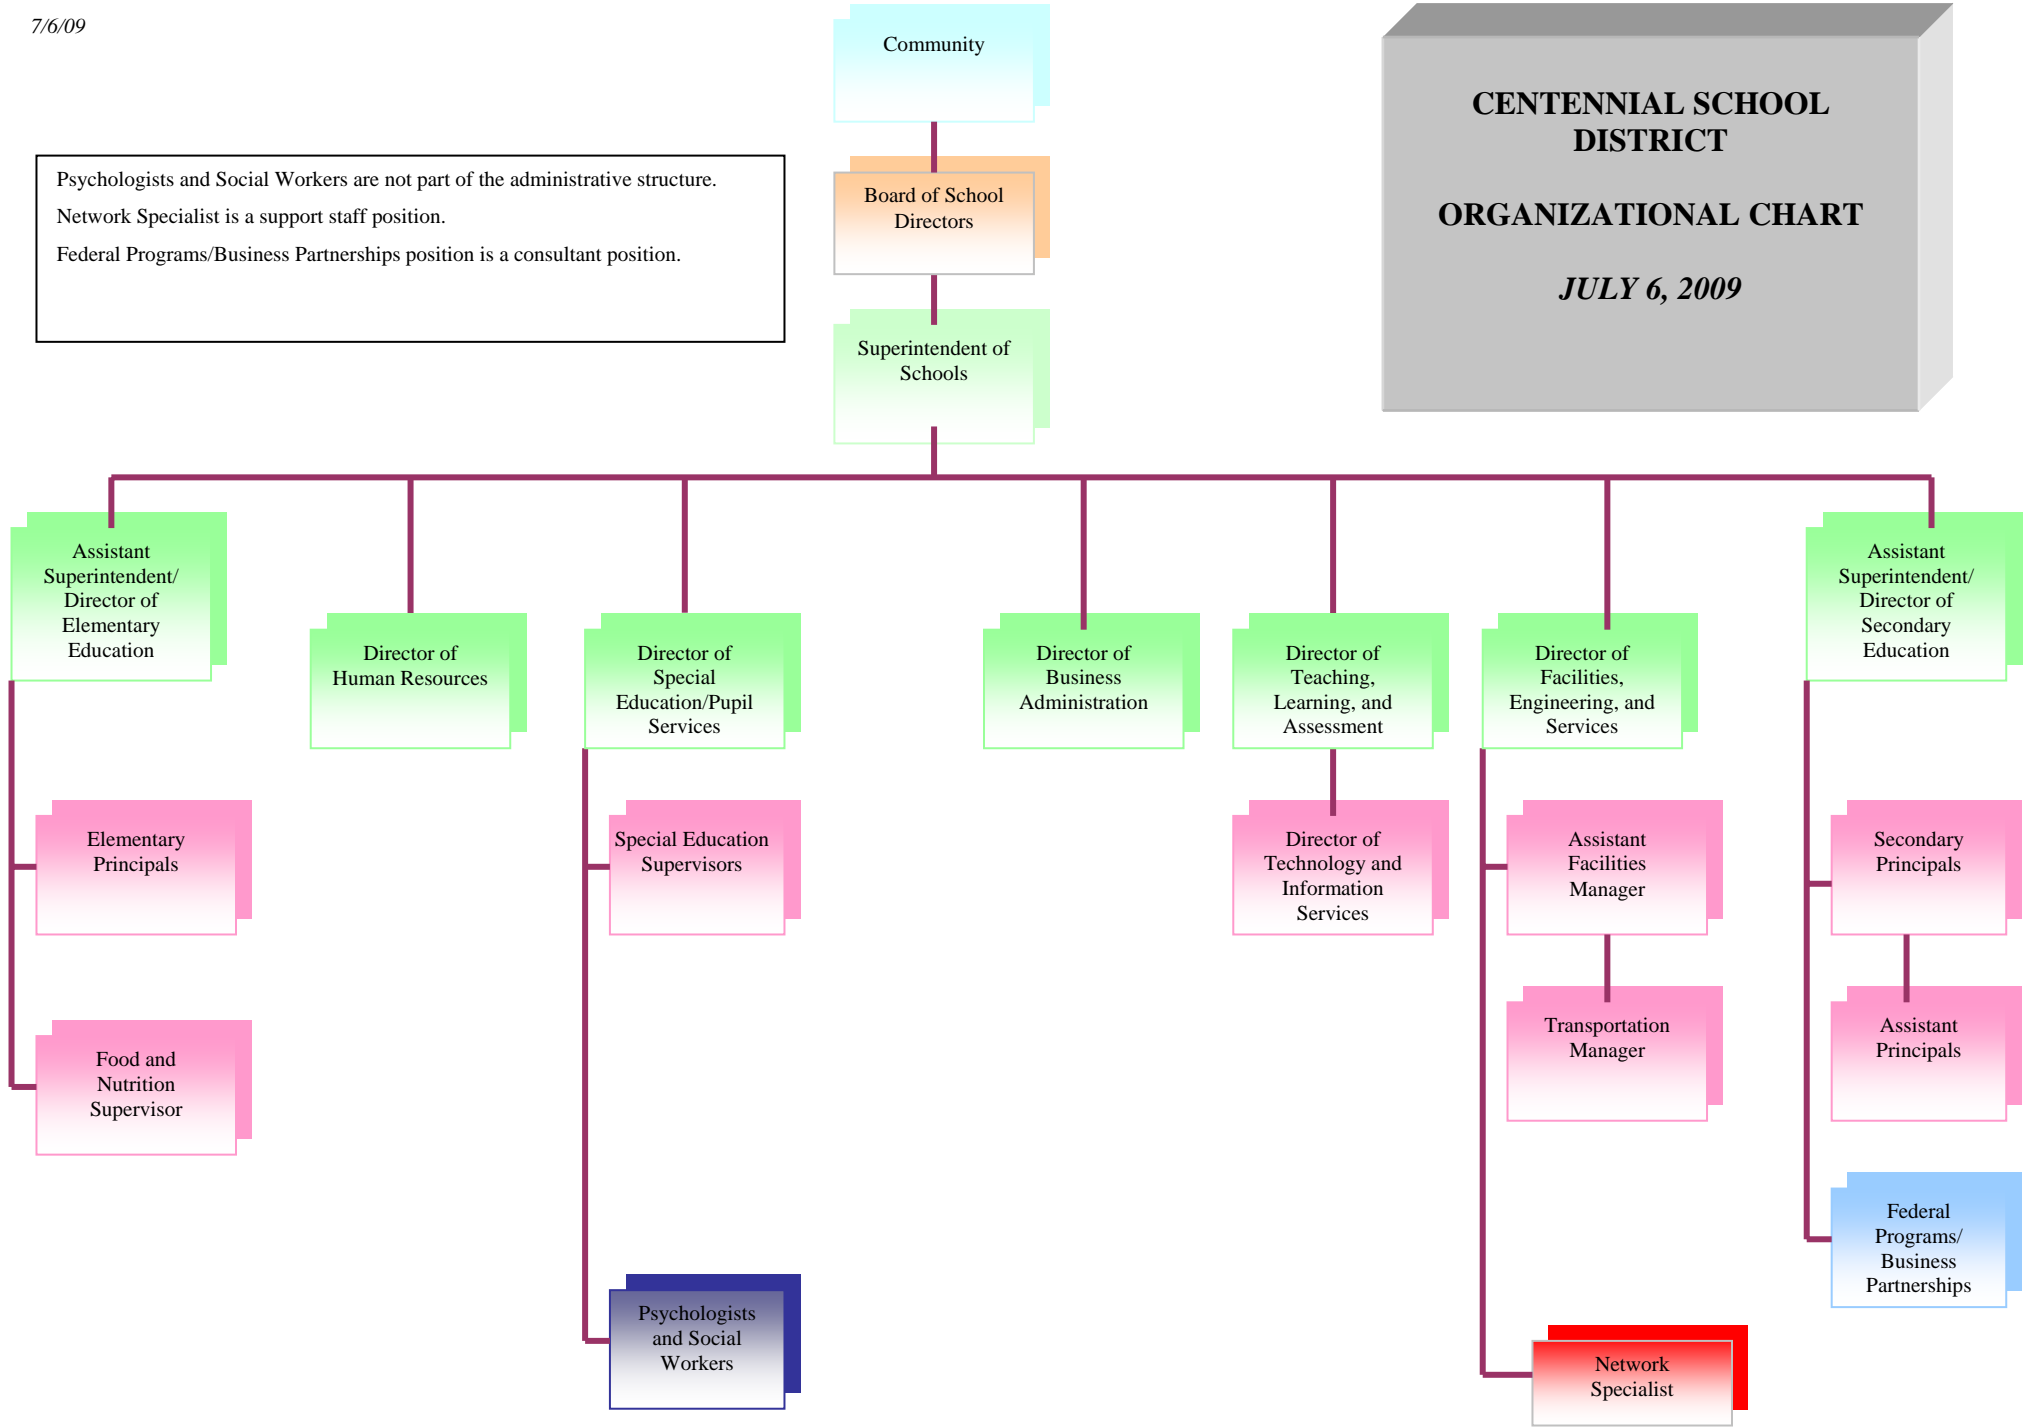 7/6/09
Community
CENTENNIAL SCHOOL
DISTRICT
ORGANIZATIONAL CHART
JULY 6, 2009
Psychologists and Social Workers are not part of the administrative structure.
Network Specialist is a support staff position.
Federal Programs/Business Partnerships position is a consultant position.
Board of School
Directors
Superintendent of
Schools
Assistant
Superintendent/
Director of
Elementary
Education
Director of
Human Resources
Director of
Special
Education/Pupil
Services
Director of
Business
Administration
Director of
Teaching,
Learning, and
Assessment
Director of
Facilities,
Engineering, and
Services
Assistant
Superintendent/
Director of
Secondary
Education
Elementary
Principals
Special Education
Supervisors
Director of
Technology and
Information
Services
Assistant
Facilities
Manager
Secondary
Principals
Food and
Nutrition
Supervisor
Transportation
Manager
Assistant
Principals
Federal
Programs/
Business
Partnerships
Psychologists
and Social
Workers
Network
Specialist